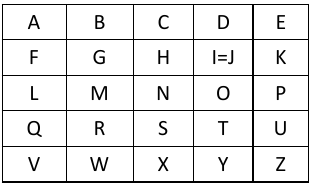 A B C D E
F G H I=J K
L M N O P
Q R S T U
V W X Y Z